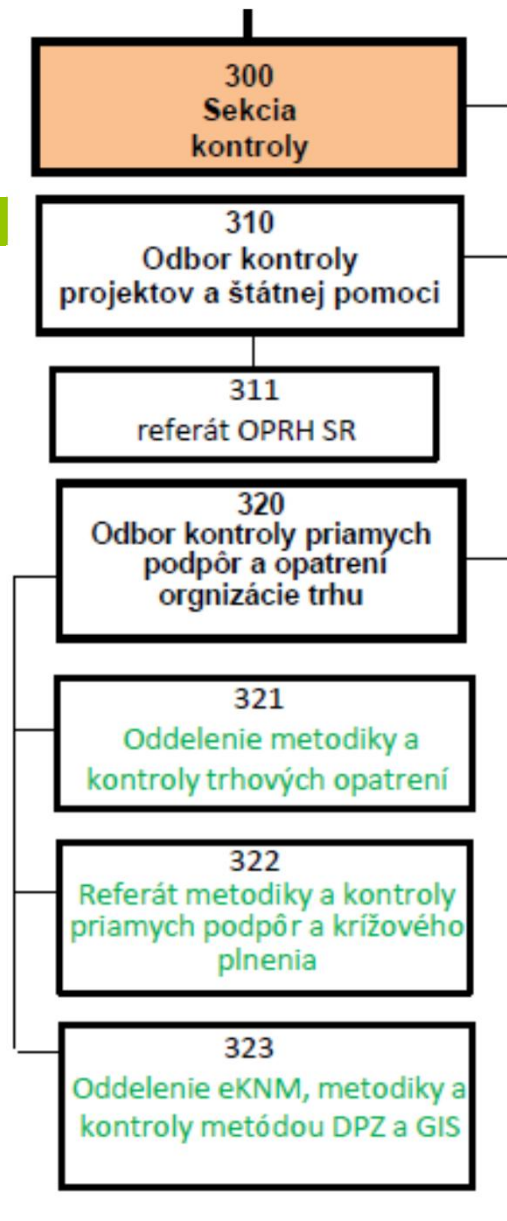 300
Sekcia
kontroly
310
Odbor kontroly
projektov a štátnej pomoci
311
referát OPRH SR
320
Odbor kontroly priamych
podpôr a opatrení
orgnizácie trhu
321
Oddelenie metodiky a
kontroly trhových opatrení
322
Referát metodiky a kontroly
priamych podpôr a krížového
plnenia
323
Oddelenie eKNM, metodiky a
kontroly metódou DPZ a GIS